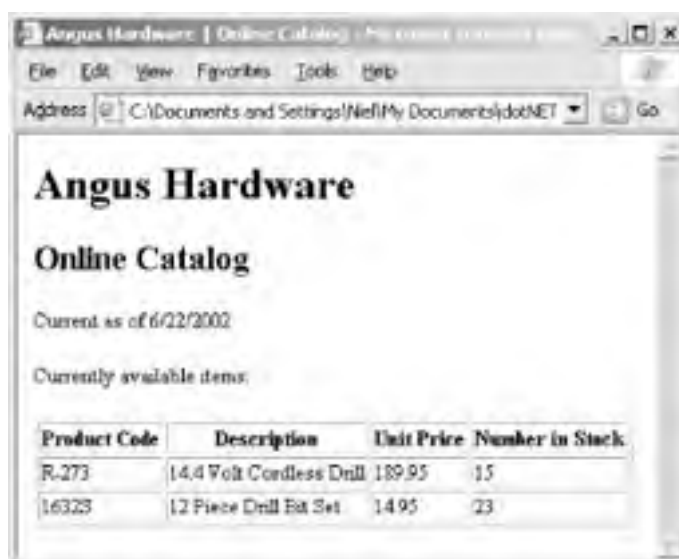 Angus Hardware | Online Catalog - Microsoft
File Edit View Favorites Tools Help
Address C:\Documents and Settings\Niel\My Documents\dotNET Go
Angus Hardware
Online Catalog
Current as of 6/22/2002
Currently available items:
Product Code Description Unit Price Number in Stock
R-273 14.4 Volt Cordless Drill 189.95 15
1632S 12 Piece Drill Bit Set 14.95 23